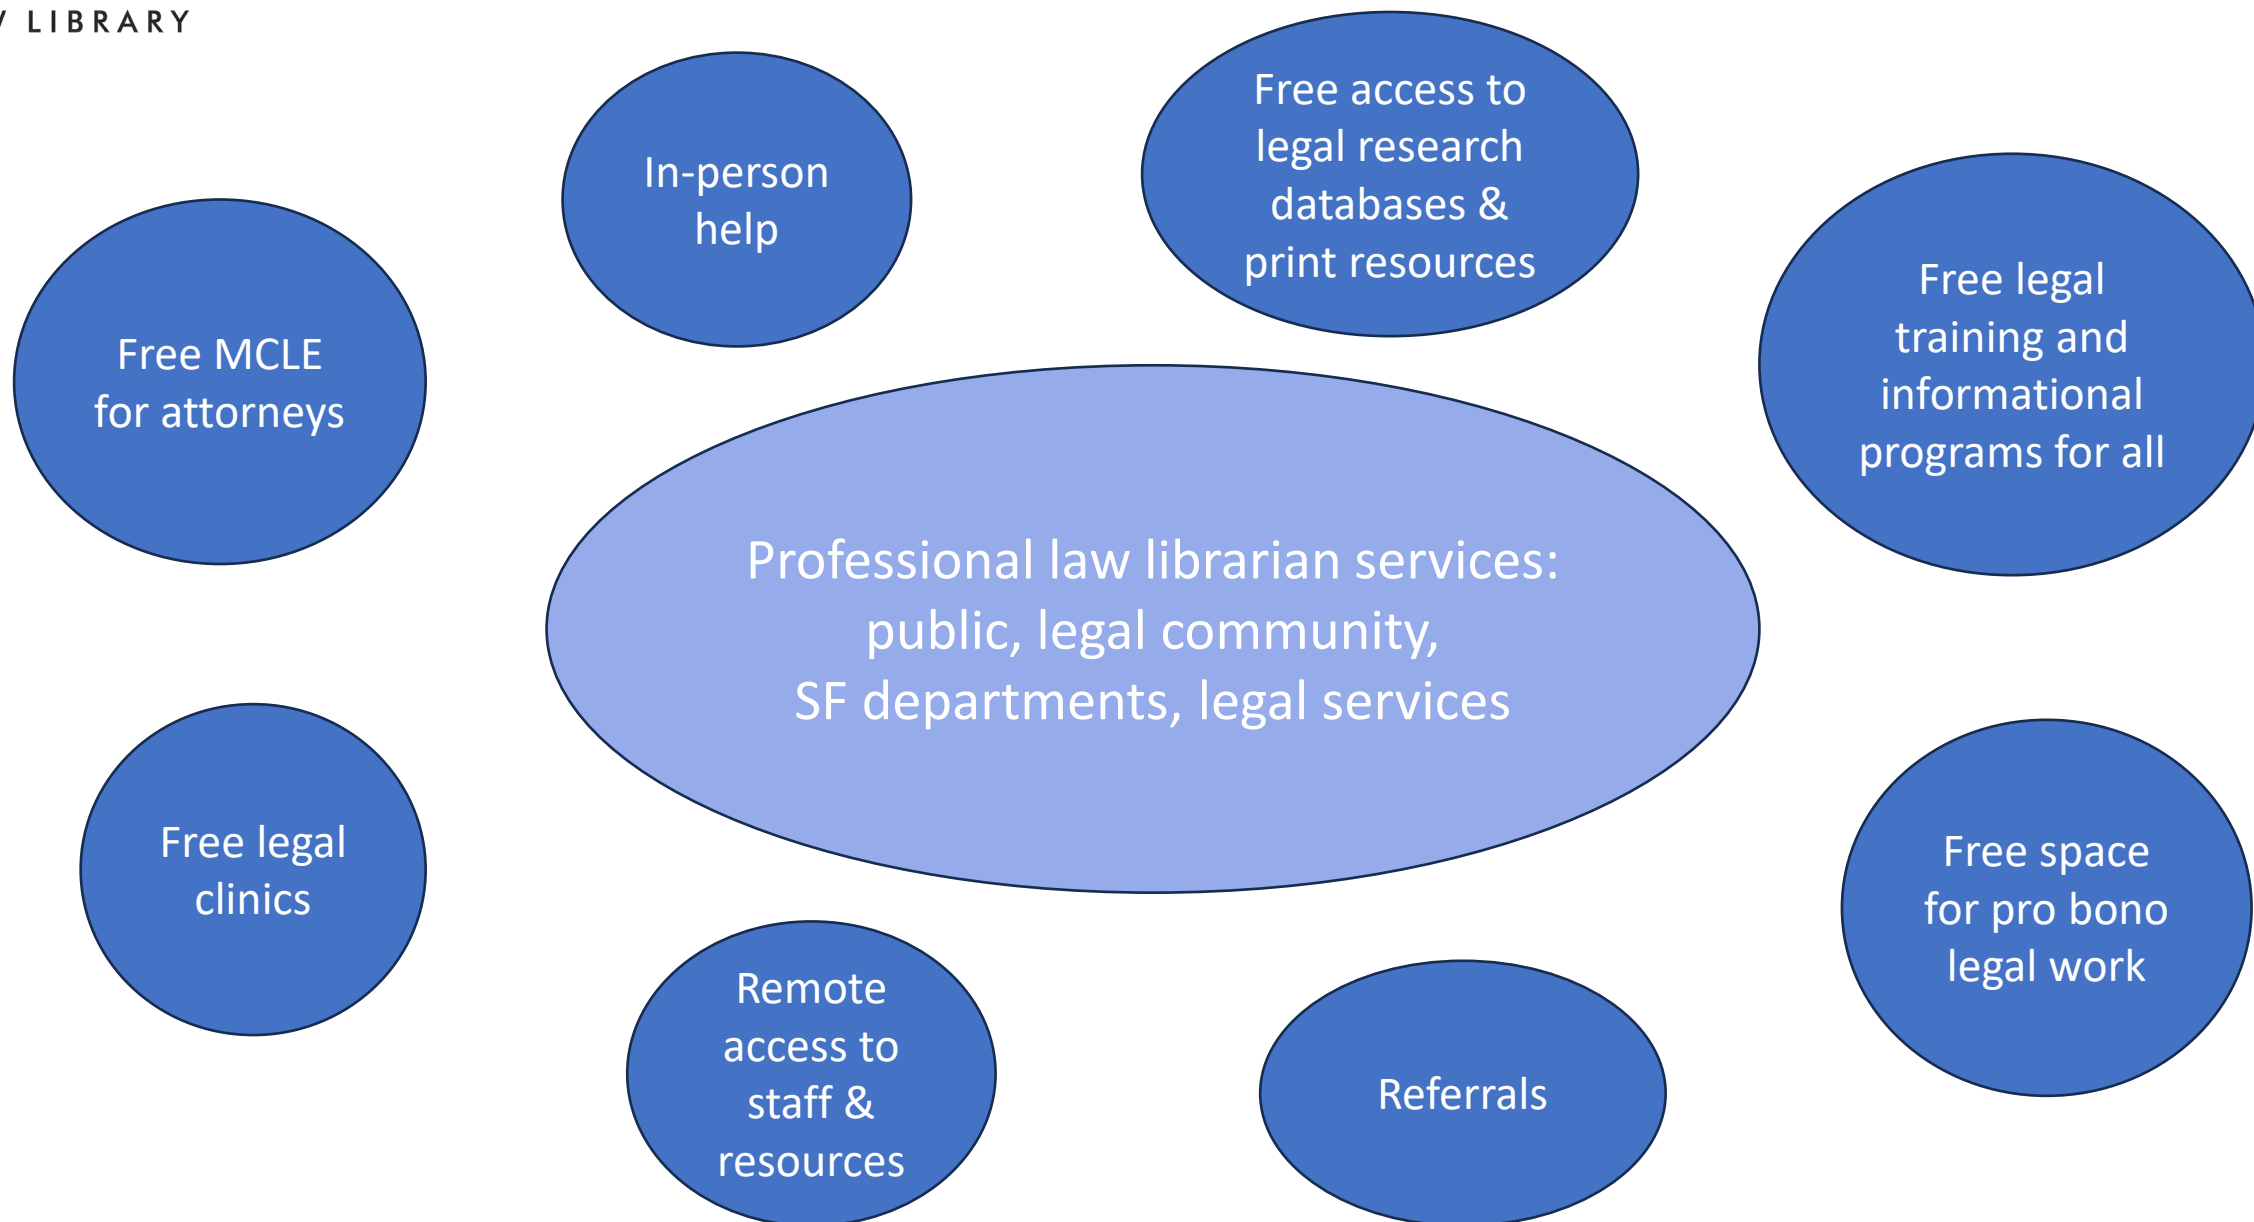 LIBRARY
In-person
help
Free access to
legal research
databases &
print resources
Free MCLE
for attorneys
Free legal
training and
informational
programs for all
Professional law librarian services:
public, legal community,
SF departments, legal services
Free legal
clinics
Free space
for pro bono
legal work
Remote
access to
staff &
resources
Referrals